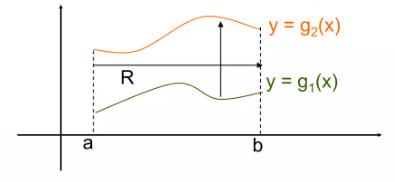 y = g₂(x)
R
y = g₁(x)
a
b